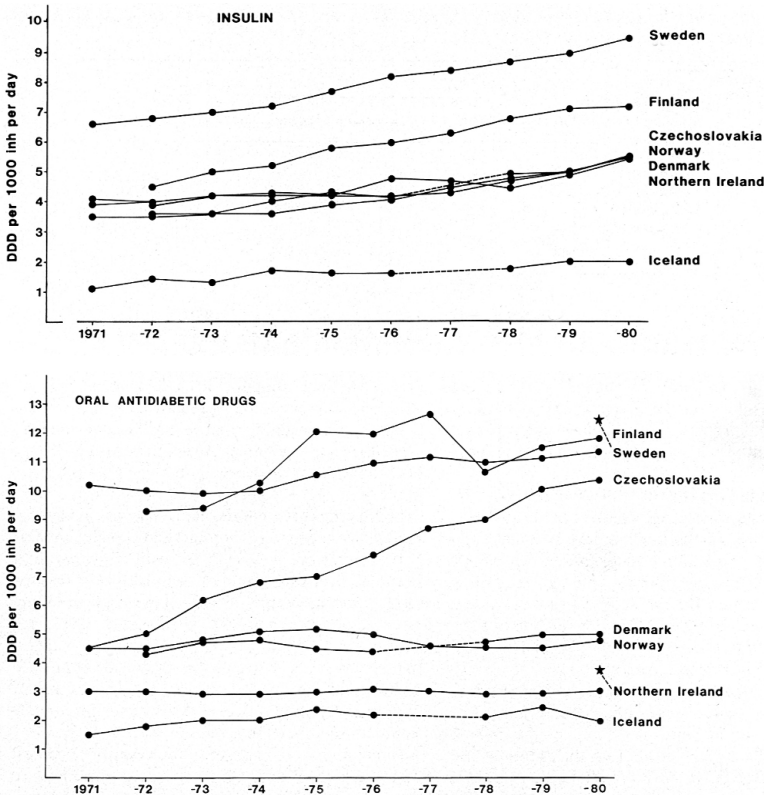 INSULIN
DDD per 1000 inh per day
10
9
8
7
6
5
4
3
2
1
Sweden
Finland
Czechoslovakia
Norway
Denmark
Northern Ireland
Iceland
1971 -72 -73 -74 -75 -76 -77 -78 -79 -80
ORAL ANTIDIABETIC DRUGS
DDD per 1000 inh per day
13
12
11
10
9
8
7
6
5
4
3
2
1
Finland
Sweden
Czechoslovakia
Denmark
Norway
Northern Ireland
Iceland
1971 -72 -73 -74 -75 -76 -77 -78 -79 -80